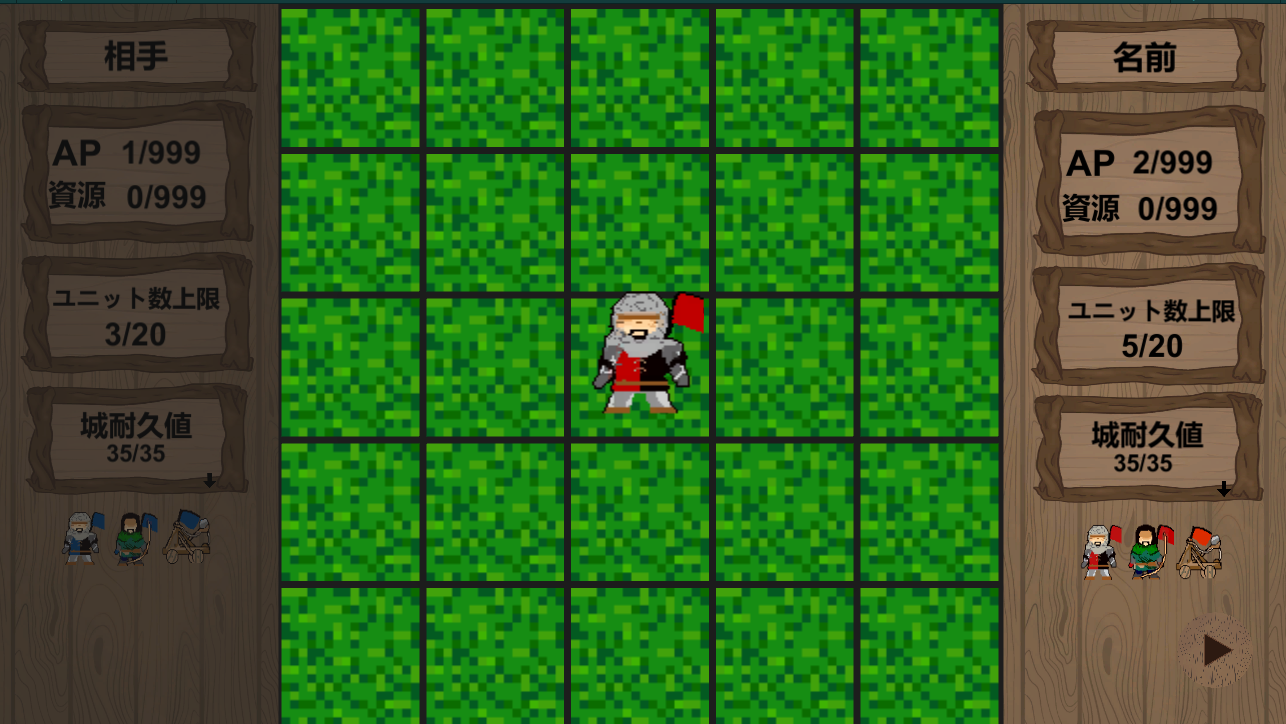 相手
AP 1/999
資源 0/999
ユニット数上限
3/20
城耐久値
35/35
名前
AP 2/999
資源 0/999
ユニット数上限
5/20
城耐久値
35/35